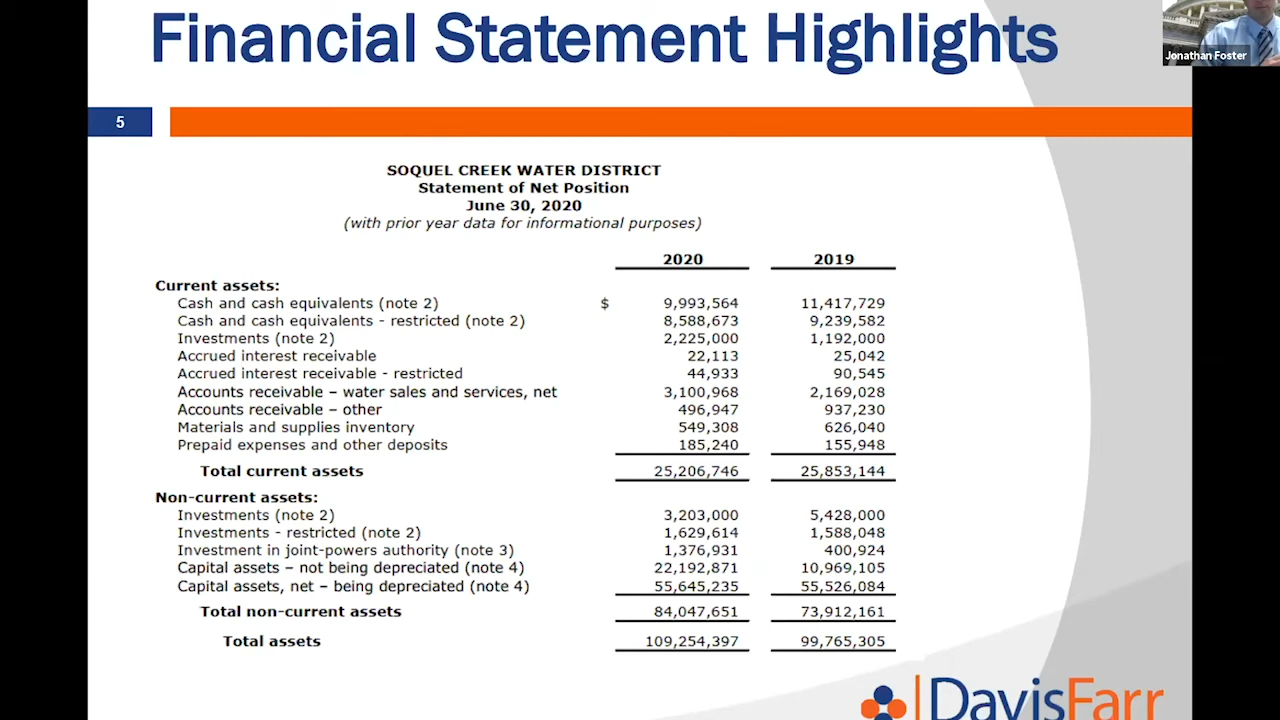 Financial Statement Highlights
Jonathan Foster
5
SOQUEL CREEK WATER DISTRICT
Statement of Net Position
June 30, 2020
(with prior year data for informational purposes)
2020 2019
Current assets:
Cash and cash equivalents (note 2) $ 9,993,564 11,417,729
Cash and cash equivalents - restricted (note 2) 8,588,673 9,239,582
Investments (note 2) 2,225,000 1,192,000
Accrued interest receivable 22,113 25,042
Accrued interest receivable - restricted 44,933 90,545
Accounts receivable – water sales and services, net 3,100,968 2,169,028
Accounts receivable – other 496,947 937,230
Materials and supplies inventory 549,308 626,040
Prepaid expenses and other deposits 185,240 155,948
Total current assets 25,206,746 25,853,144
Non-current assets:
Investments (note 2) 3,203,000 5,428,000
Investments - restricted (note 2) 1,629,614 1,588,048
Investment in joint-powers authority (note 3) 1,376,931 400,924
Capital assets – not being depreciated (note 4) 22,192,871 10,969,105
Capital assets, net – being depreciated (note 4) 55,645,235 55,526,084
Total non-current assets 84,047,651 73,912,161
Total assets 109,254,397 99,765,305
DavisFarr